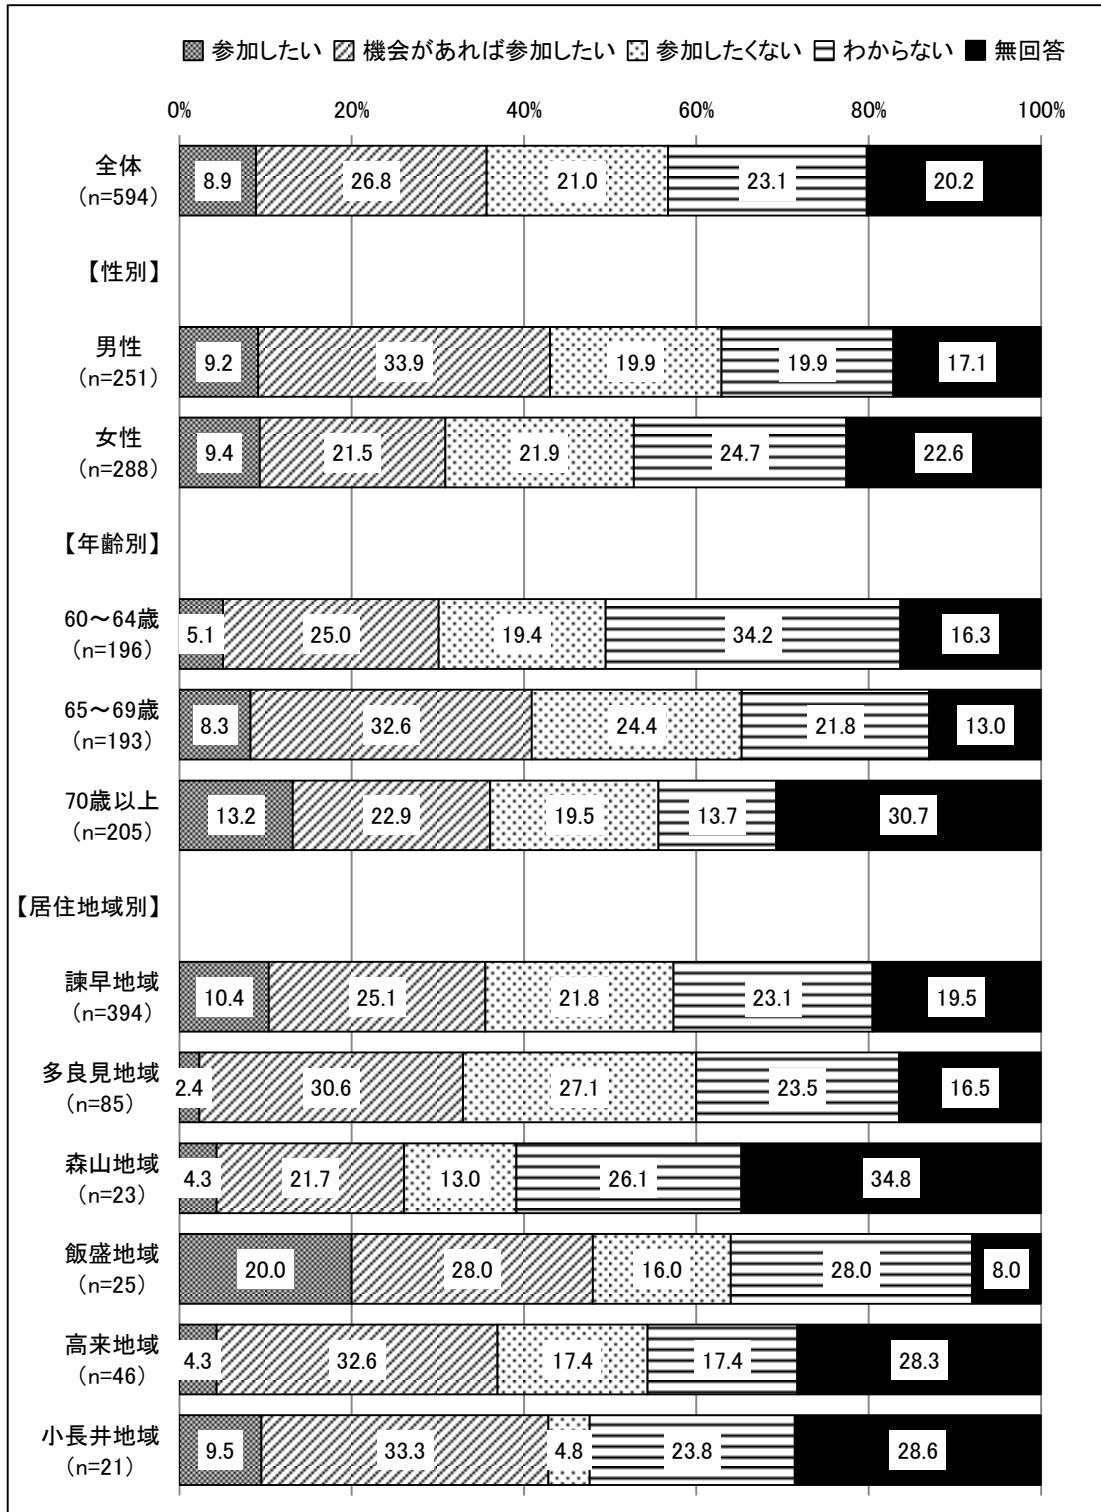 参加したい 機会があれば参加したい 参加したくない わからない 無回答
0% 20% 40% 60% 80% 100%
全体
(n=594)
8.9 26.8 21.0 23.1 20.2
【性別】
男性
(n=251)
9.2 33.9 19.9 19.9 17.1
女性
(n=288)
9.4 21.5 21.9 24.7 22.6
【年齢別】
60～64歳
(n=196)
5.1 25.0 19.4 34.2 16.3
65～69歳
(n=193)
8.3 32.6 24.4 21.8 13.0
70歳以上
(n=205)
13.2 22.9 19.5 13.7 30.7
【居住地域別】
諫早地域
(n=394)
10.4 25.1 21.8 23.1 19.5
多良見地域
(n=85)
2.4 30.6 27.1 23.5 16.5
森山地域
(n=23)
4.3 21.7 13.0 26.1 34.8
飯盛地域
(n=25)
20.0 28.0 16.0 28.0 8.0
高来地域
(n=46)
4.3 32.6 17.4 17.4 28.3
小長井地域
(n=21)
9.5 33.3 4.8 23.8 28.6